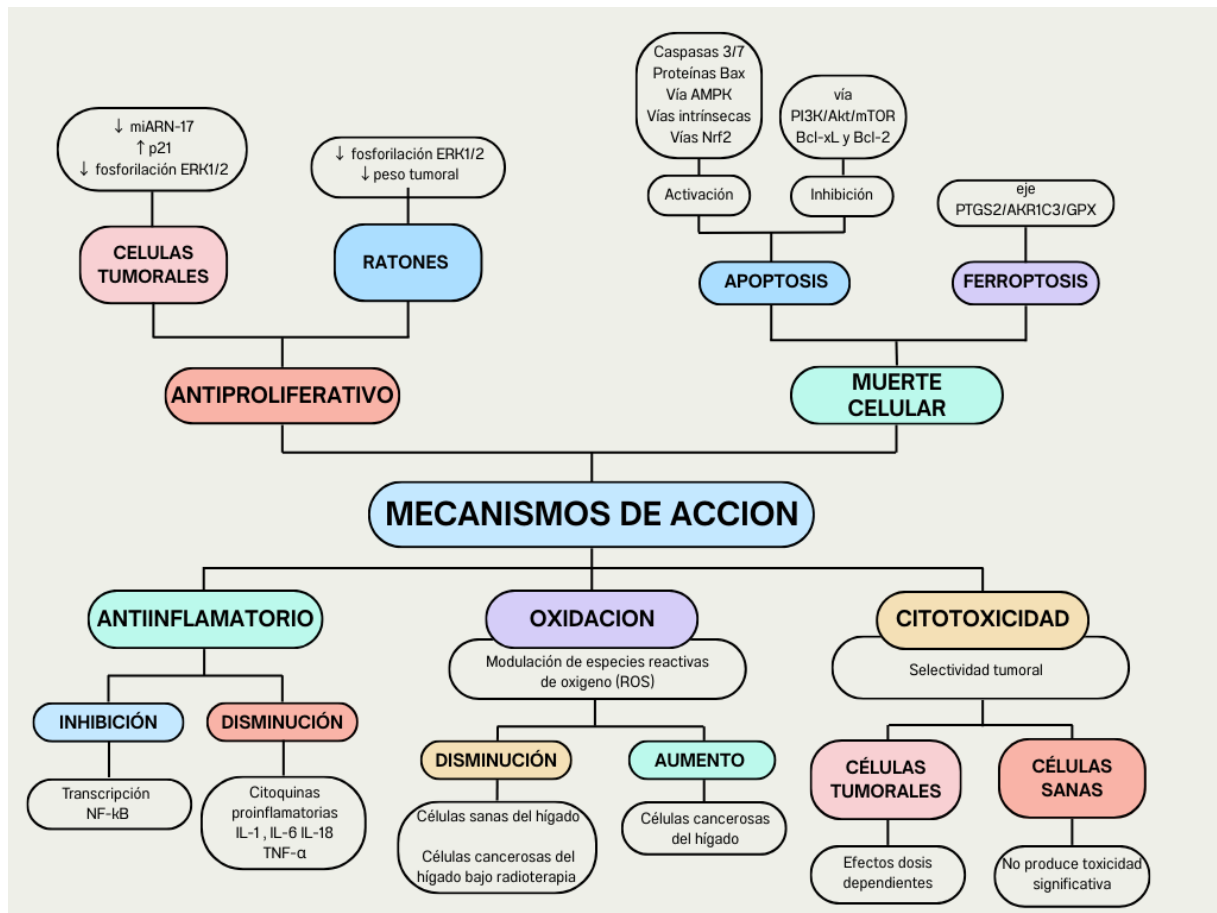 ↓ miARN-17
↑ p21
↓ fosforilación ERK1/2
CELULAS
TUMORALES
↓ fosforilación ERK1/2
↓ peso tumoral
RATONES
ANTIPROLIFERATIVO
Caspasas 3/7
Proteínas Bax
Vía AMPK
Vías intrínsecas
Vías Nrf2
Activación
vía
PI3K/Akt/mTOR
Bcl-xL y Bcl-2
Inhibición
APOPTOSIS
eje
PTGS2/AKR1C3/GPX
FERROPTOSIS
MUERTE
CELULAR
MECANISMOS DE ACCION
ANTIINFLAMATORIO
INHIBICIÓN
Transcripción
NF-kB
DISMINUCIÓN
Citoquinas
proinflamatorias
IL-1 , IL-6 IL-18
TNF-α
OXIDACION
Modulación de especies reactivas
de oxigeno (ROS)
DISMINUCIÓN
Células sanas del hígado
Células cancerosas del
hígado bajo radioterapia
AUMENTO
Células cancerosas
del hígado
CITOTOXICIDAD
Selectividad tumoral
CÉLULAS
TUMORALES
Efectos dosis
dependientes
CÉLULAS
SANAS
No produce toxicidad
significativa